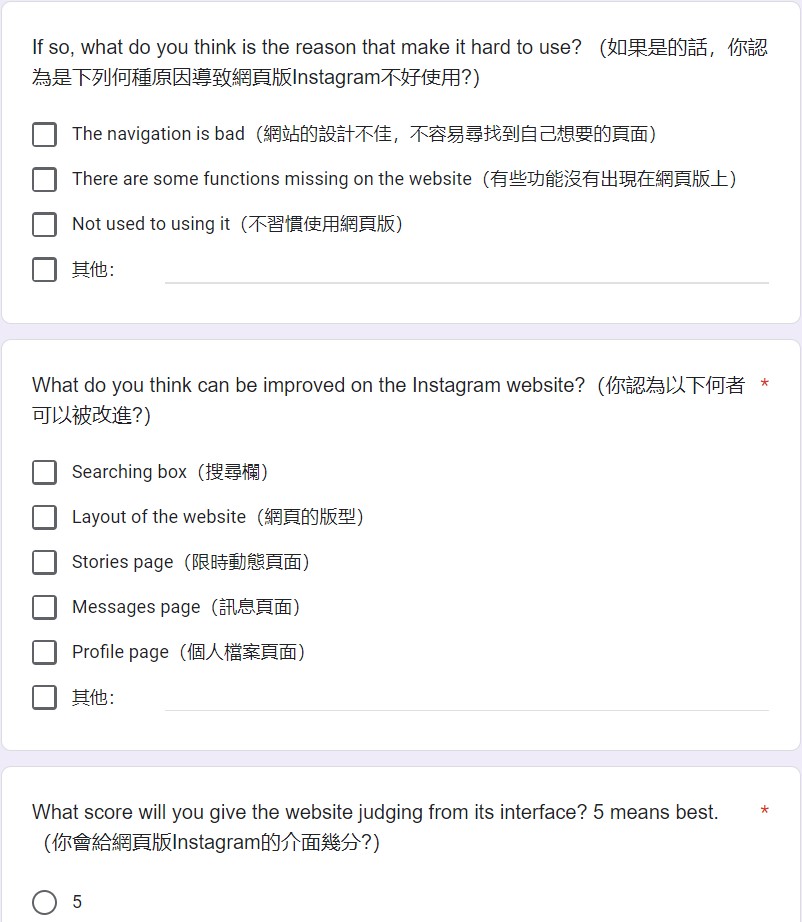 If so, what do you think is the reason that make it hard to use? （如果是的話，你認
為是下列何種原因導致網頁版Instagram不好使用?）
The navigation is bad（網站的設計不佳，不容易尋找到自己想要的頁面）
There are some functions missing on the website（有些功能沒有出現在網頁版上）
Not used to using it（不習慣使用網頁版）
其他：
What do you think can be improved on the Instagram website?（你認為以下何者 *
可以被改進?）
Searching box（搜尋欄）
Layout of the website（網頁的版型）
Stories page（限時動態頁面）
Messages page（訊息頁面）
Profile page（個人檔案頁面）
其他：
What score will you give the website judging from its interface? 5 means best. *
（你會給網頁版Instagram的介面幾分?）
5